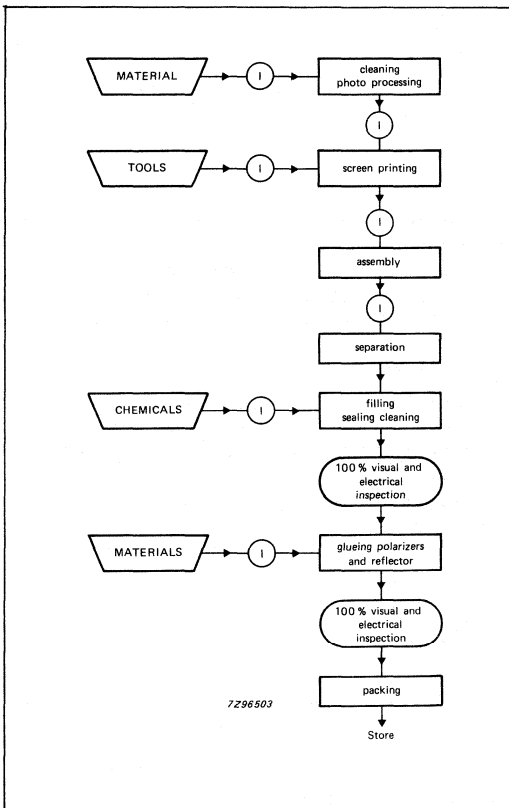 MATERIAL
I
cleaning
photo processing
I
TOOLS
I
screen printing
I
assembly
I
separation
CHEMICALS
I
filling
sealing cleaning
100 % visual and
electrical
inspection
MATERIALS
I
glueing polarizers
and reflector
100 % visual and
electrical
inspection
packing
7Z96503
Store